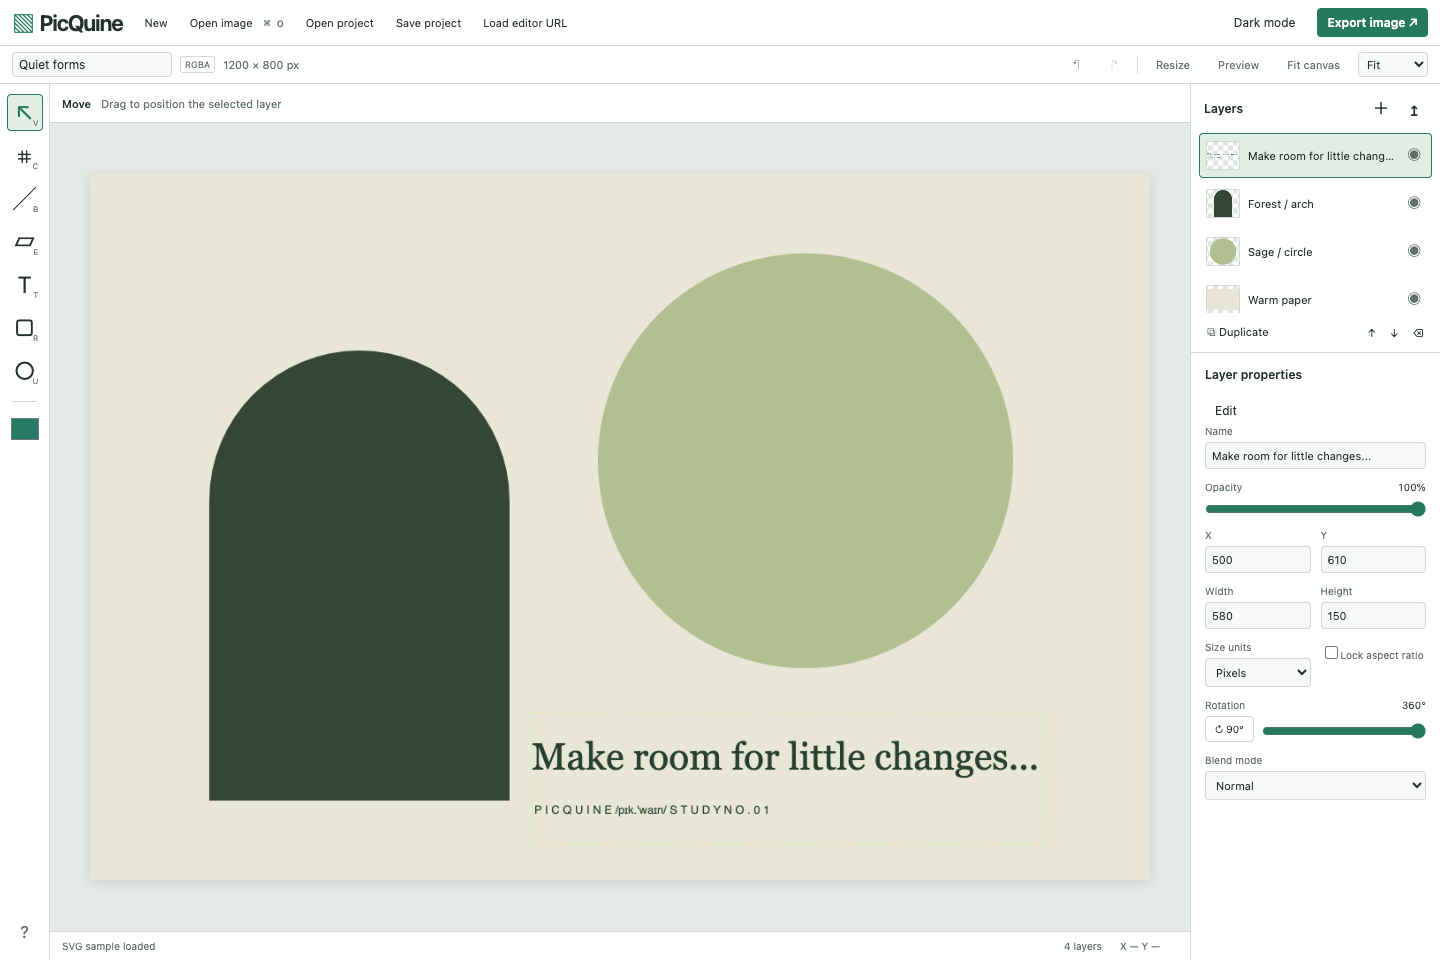 PicQuine
New
Open image ⌘ O
Open project
Save project
Load editor URL
Dark mode
Export image ↗
Quiet forms
RGBA
1200 × 800 px
Resize
Preview
Fit canvas
Fit
Move Drag to position the selected layer
V
C
B
E
T
T
R
U
?
Make room for little changes...
PICQUINE /pɪk.ˈwaɪn/ STUDYNO.01
SVG sample loaded
4 layers
X — Y —
Layers
Make room for little chang...
Forest / arch
Sage / circle
Warm paper
Duplicate
Layer properties
Edit
Name
Make room for little changes...
Opacity 100%
X Y
500 610
Width Height
580 150
Size units
Lock aspect ratio
Pixels
Rotation 360°
90°
Blend mode
Normal